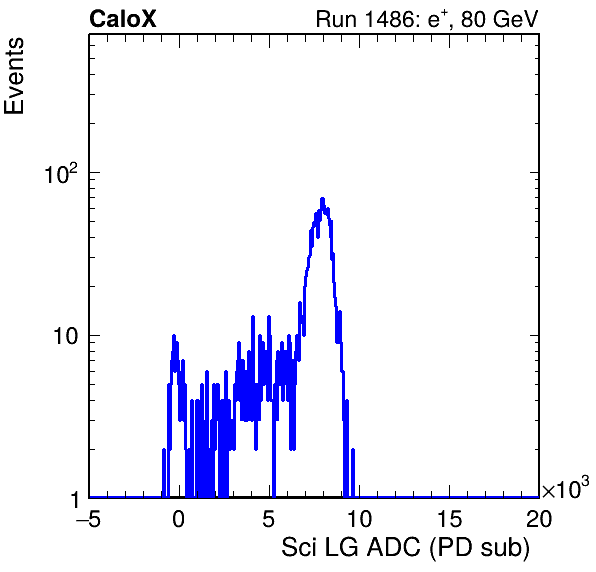 CaloX Run 1486: e⁺, 80 GeV
Events
10²
10
1
−5 0 5 10 15 20 ×10³
Sci LG ADC (PD sub)